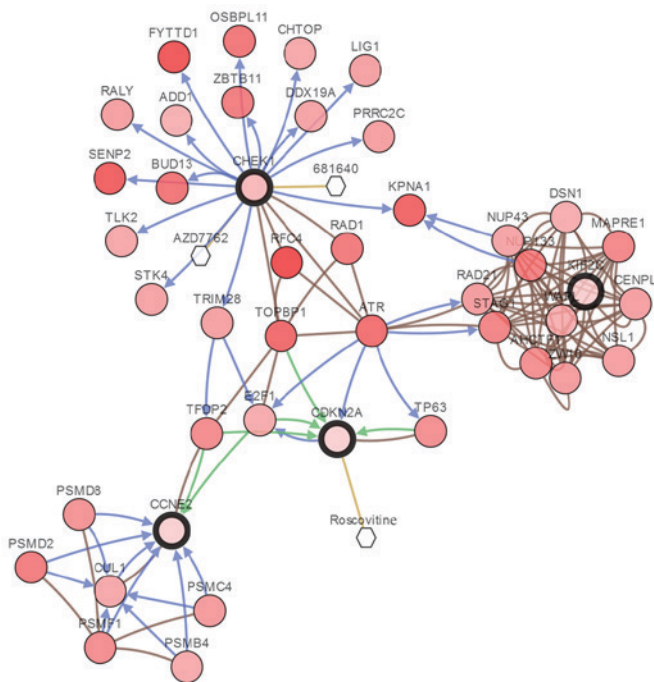 OSBPL11
FYTTD1
CHTOP
LIG1
RALY
ADD1
ZBTB11
DDX19A
PRRC2C
SENP2
BUD13
CHEK1
681640
KPNA1
DSN1
NUP43
MAPRE1
TLK2
AZD7762
RFC4
RAD1
NUP133
STK4
RAD21
CENPL
TRIM28
TOPBP1
ATR
NSL1
TFDP2
E2F1
CDKN2A
TP63
PSMD8
CCNE2
Roscovitine
PSMD2
CUL1
PSMC4
PSMF1
PSMB4